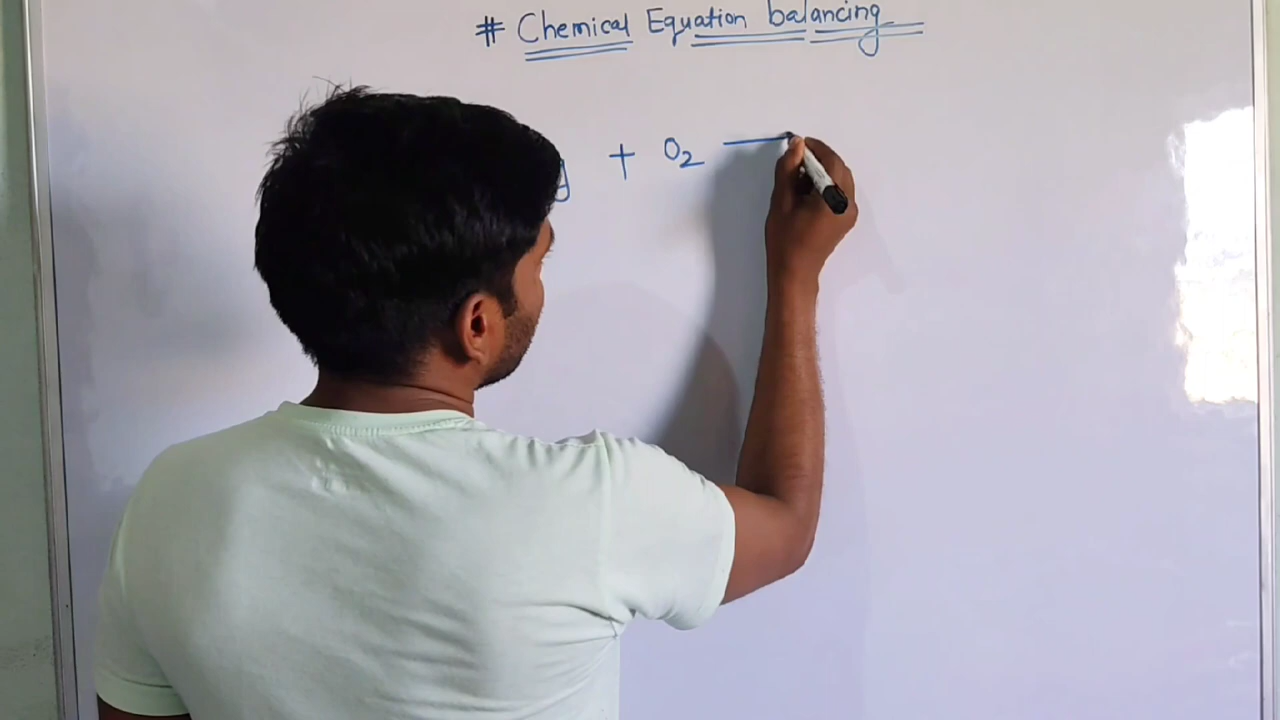 # Chemical Equation balancing
g + O₂